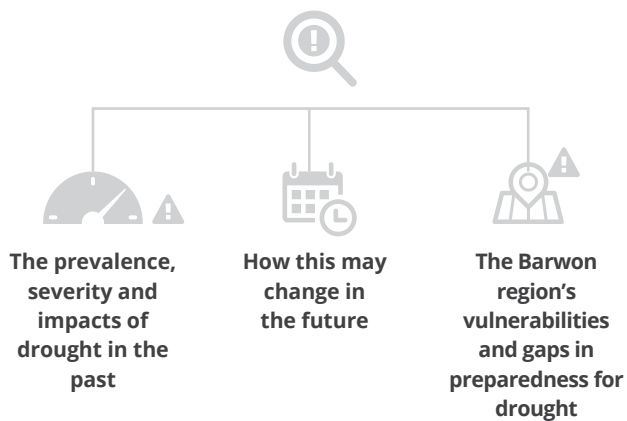 The prevalence,
severity and
impacts of
drought in the
past
How this may
change in
the future
The Barwon
region’s
vulnerabilities
and gaps in
preparedness for
drought